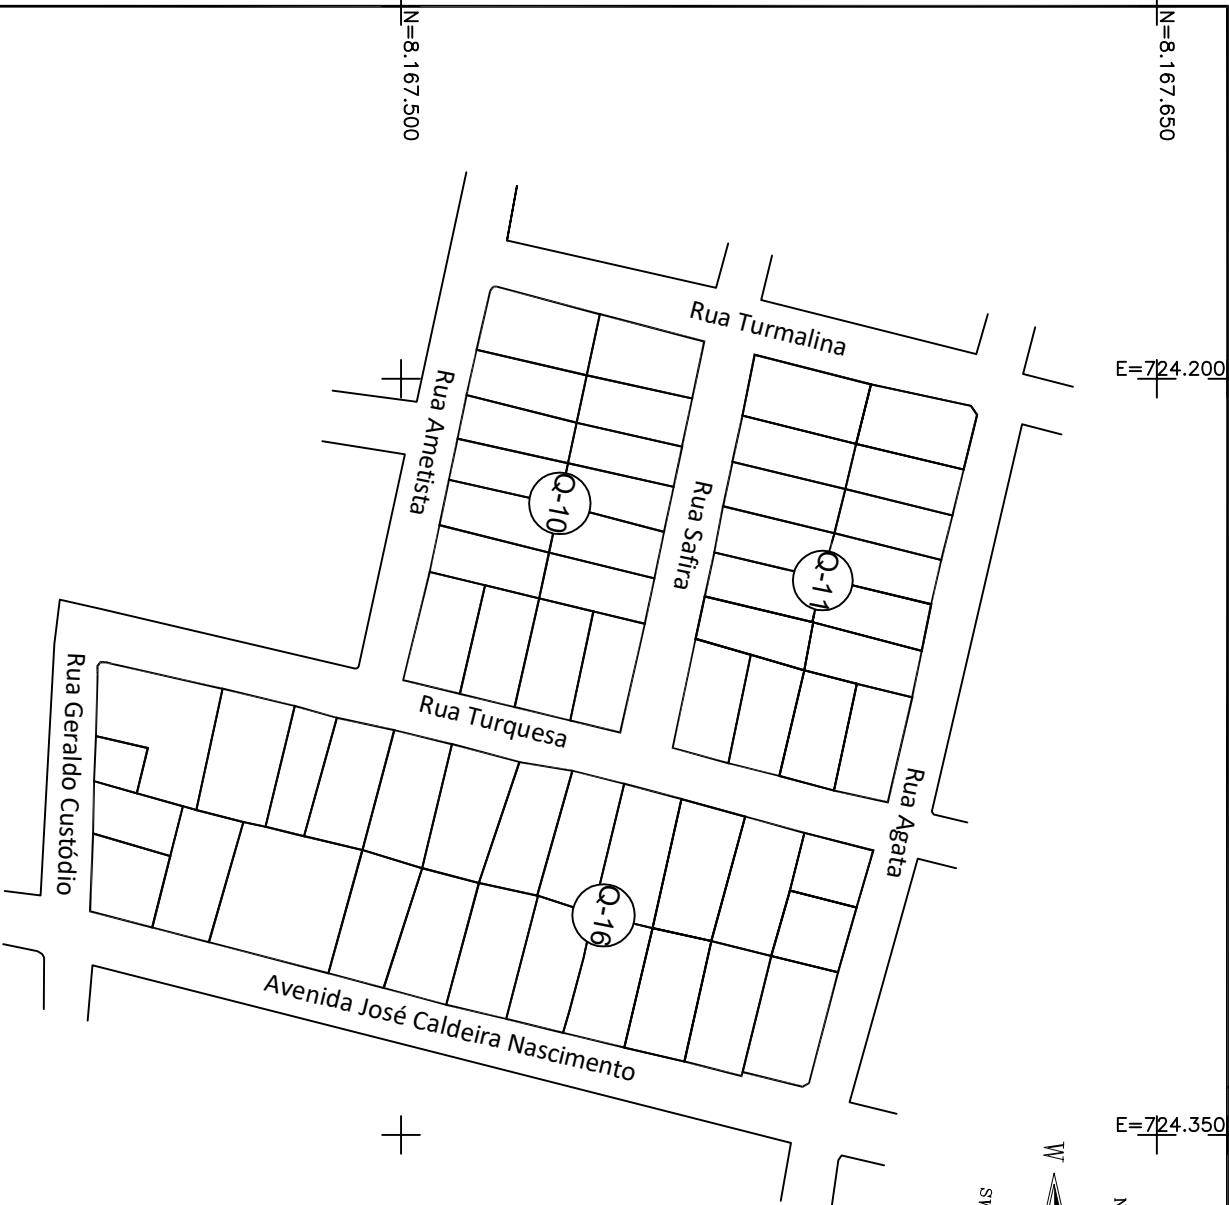 N=8.167.500
N=8.167.650
E=724.200
Rua Turmalina
Rua Ametista
Q-10
Rua Safira
Q-11
Rua Turquesa
Rua Geraldo Custódio
Rua Agata
Q-16
Avenida José Caldeira Nascimento
E=724.350
W
N
SW